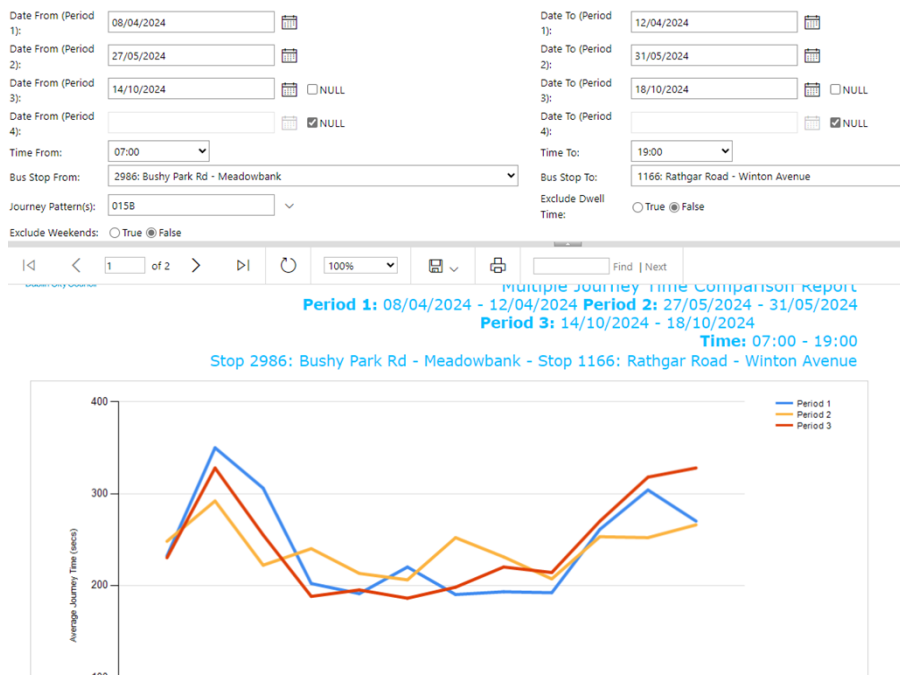 Date From (Period 1): 08/04/2024 Date To (Period 1): 12/04/2024
Date From (Period 2): 27/05/2024 Date To (Period 2): 31/05/2024
Date From (Period 3): 14/10/2024 NULL Date To (Period 3): 18/10/2024 NULL
Date From (Period 4): NULL Date To (Period 4): NULL
Time From: 07:00 Time To: 19:00
Bus Stop From: 2986: Bushy Park Rd - Meadowbank Bus Stop To: 1166: Rathgar Road - Winton Avenue
Journey Pattern(s): 015B Exclude Dwell Time: True False
Exclude Weekends: True False
1 of 2 100% Find | Next
Dublin City Council
Multiple Journey Time Comparison Report
Period 1: 08/04/2024 - 12/04/2024 Period 2: 27/05/2024 - 31/05/2024
Period 3: 14/10/2024 - 18/10/2024
Time: 07:00 - 19:00
Stop 2986: Bushy Park Rd - Meadowbank - Stop 1166: Rathgar Road - Winton Avenue
400
300
200
100
Average Journey Time (secs)
Period 1
Period 2
Period 3